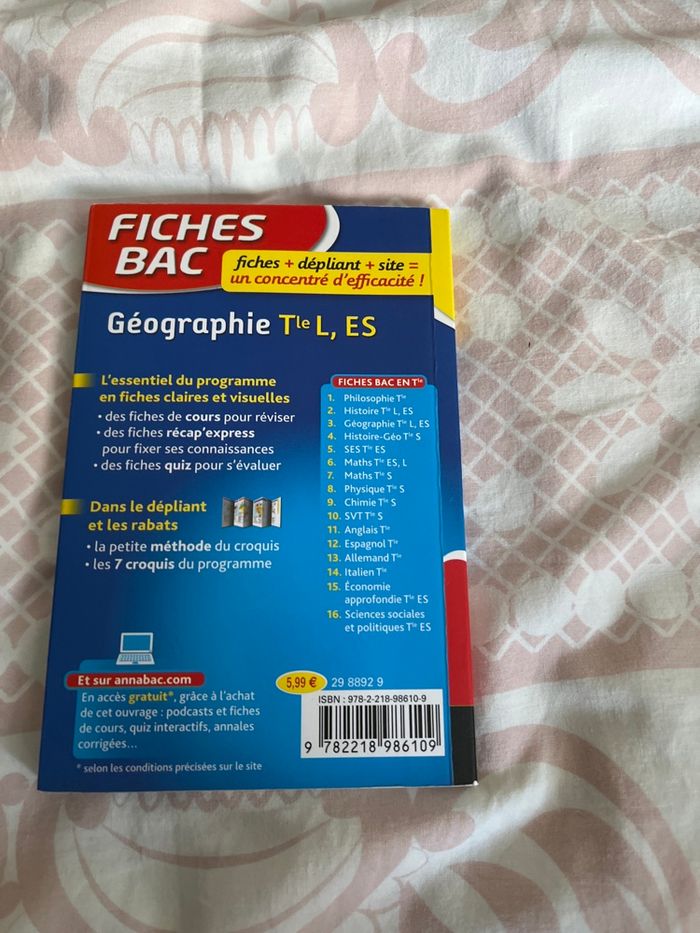 FICHES
BAC
fiches + dépliant + site =
un concentré d'efficacité !
Géographie Tle L, ES
L'essentiel du programme
en fiches claires et visuelles
• des fiches de cours pour réviser
• des fiches récap'express
pour fixer ses connaissances
• des fiches quiz pour s'évaluer
Dans le dépliant
et les rabats
• la petite méthode du croquis
• les 7 croquis du programme
Et sur annabac.com
En accès gratuit*, grâce à l'achat
de cet ouvrage : podcasts et fiches
de cours, quiz interactifs, annales
corrigées...
* selon les conditions précisées sur le site
FICHES BAC EN Tle
1. Philosophie Tle
2. Histoire Tle L, ES
3. Géographie Tle L, ES
4. Histoire-Géo Tle S
5. SES Tle ES
6. Maths Tle ES, L
7. Maths Tle S
8. Physique Tle S
9. Chimie Tle S
10. SVT Tle S
11. Anglais Tle
12. Espagnol Tle
13. Allemand Tle
14. Italien Tle
15. Économie
approfondie Tle ES
16. Sciences sociales
et politiques Tle ES
5,99 € 29 8892 9
ISBN : 978-2-218-98610-9
9 782218 986109